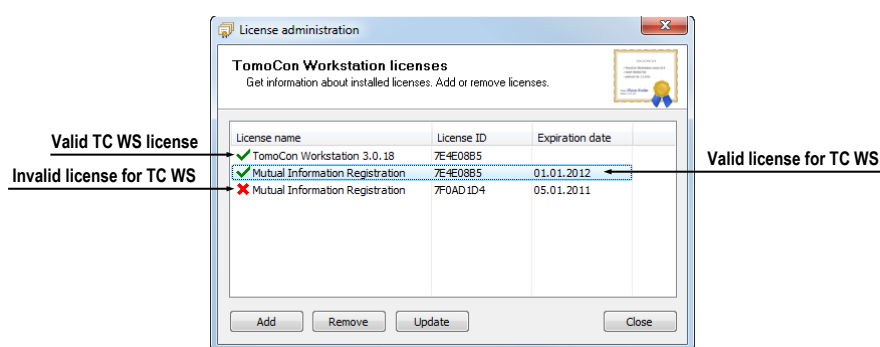 License administration
TomoCon Workstation licenses
Get information about installed licenses. Add or remove licenses.
License name License ID Expiration date
Valid TC WS license
TomoCon Workstation 3.0.18 7E4E08B5
Valid license for TC WS
Mutual Information Registration 7E4E08B5 01.01.2012
Invalid license for TC WS
Mutual Information Registration 7F0AD1D4 05.01.2011
Add Remove Update Close